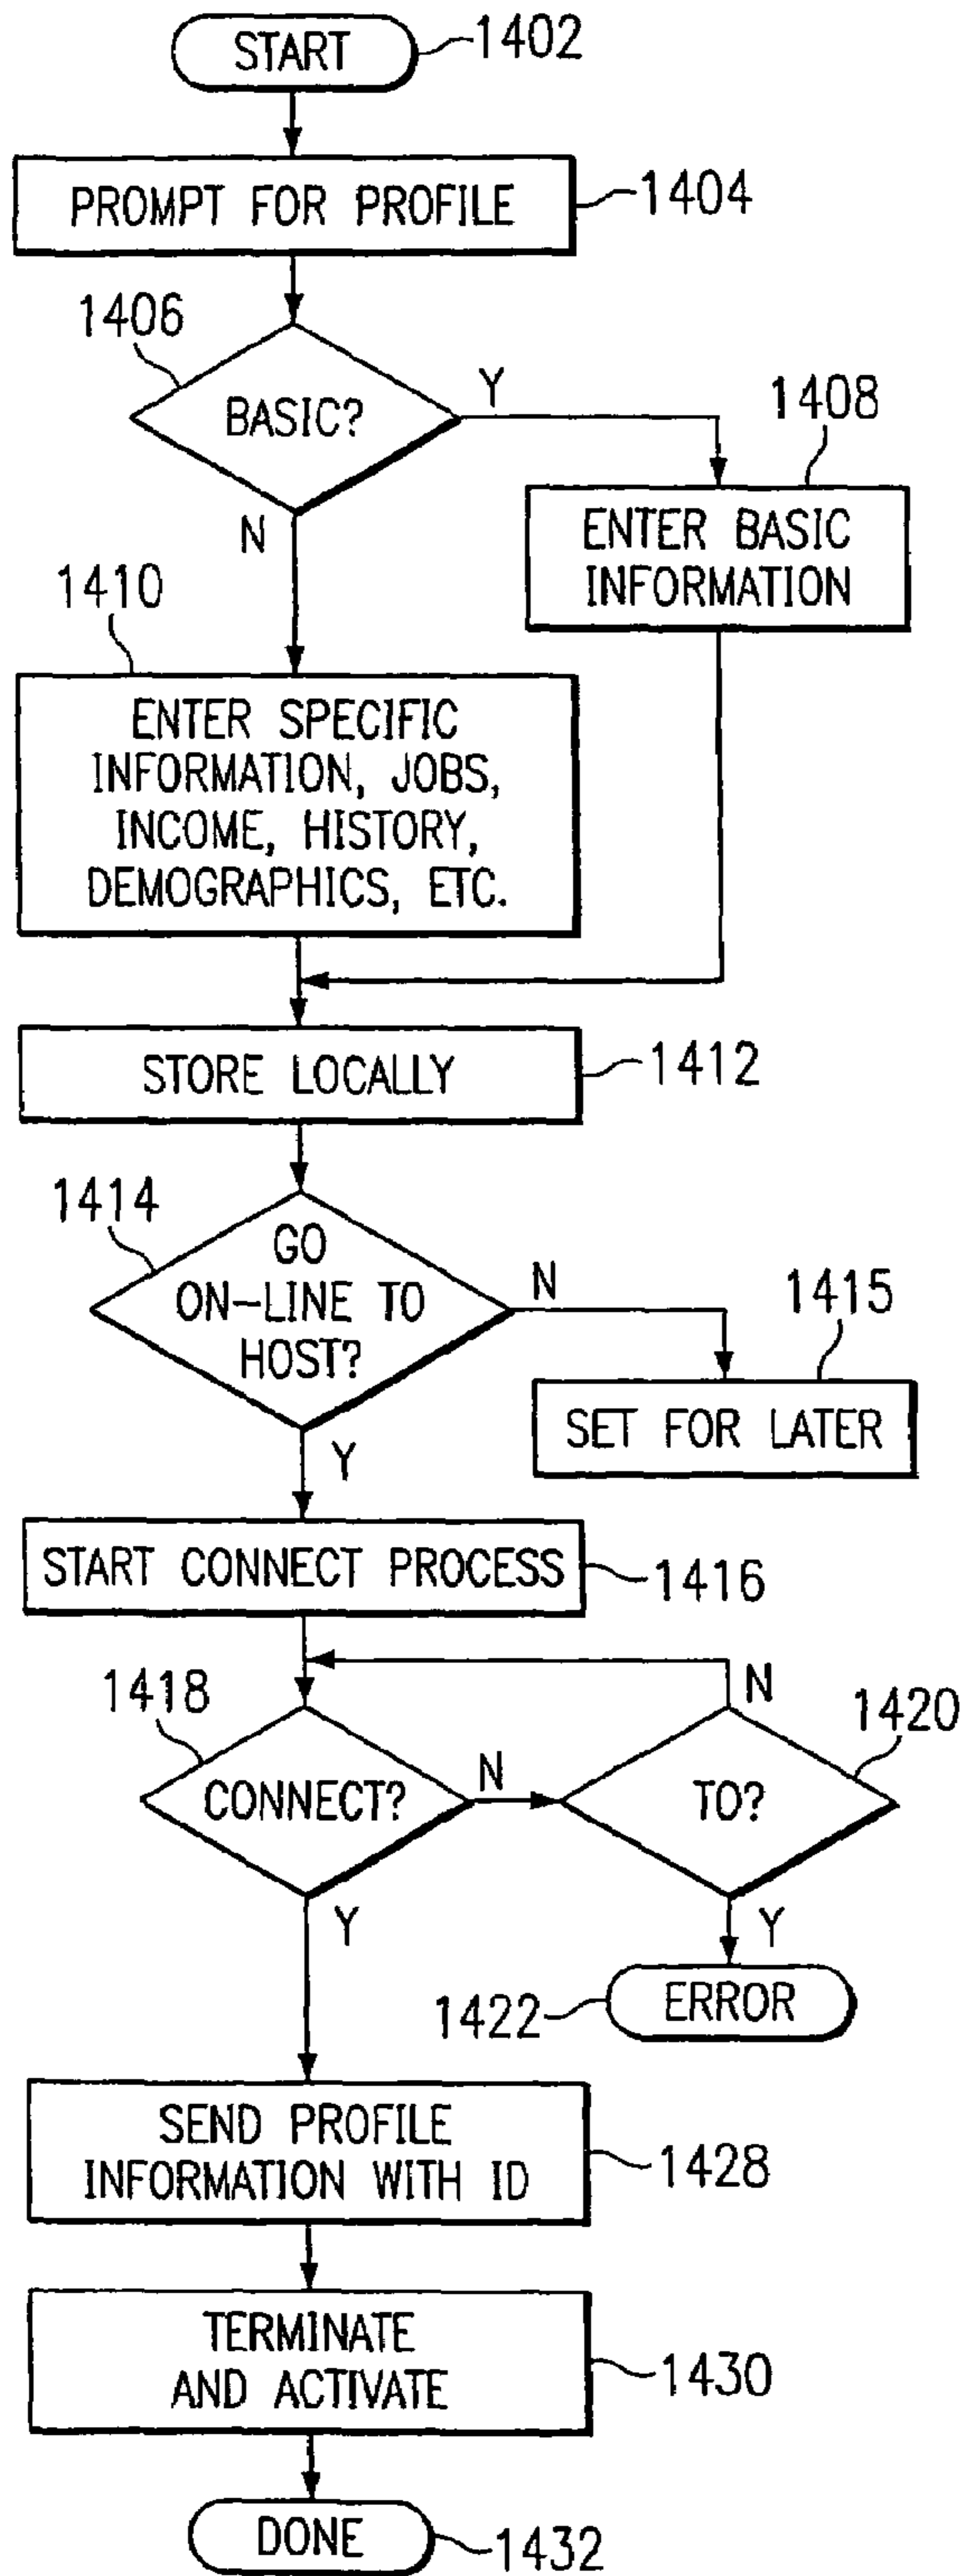 START
1402
PROMPT FOR PROFILE
1404
1406
BASIC?
Y
N
1408
ENTER BASIC
INFORMATION
1410
ENTER SPECIFIC
INFORMATION, JOBS,
INCOME, HISTORY,
DEMOGRAPHICS, ETC.
STORE LOCALLY
1412
1414
GO
ON-LINE TO
HOST?
N
Y
1415
SET FOR LATER
START CONNECT PROCESS
1416
1418
CONNECT?
N
Y
N
1420
TO?
Y
1422
ERROR
SEND PROFILE
INFORMATION WITH ID
1428
TERMINATE
AND ACTIVATE
1430
DONE
1432